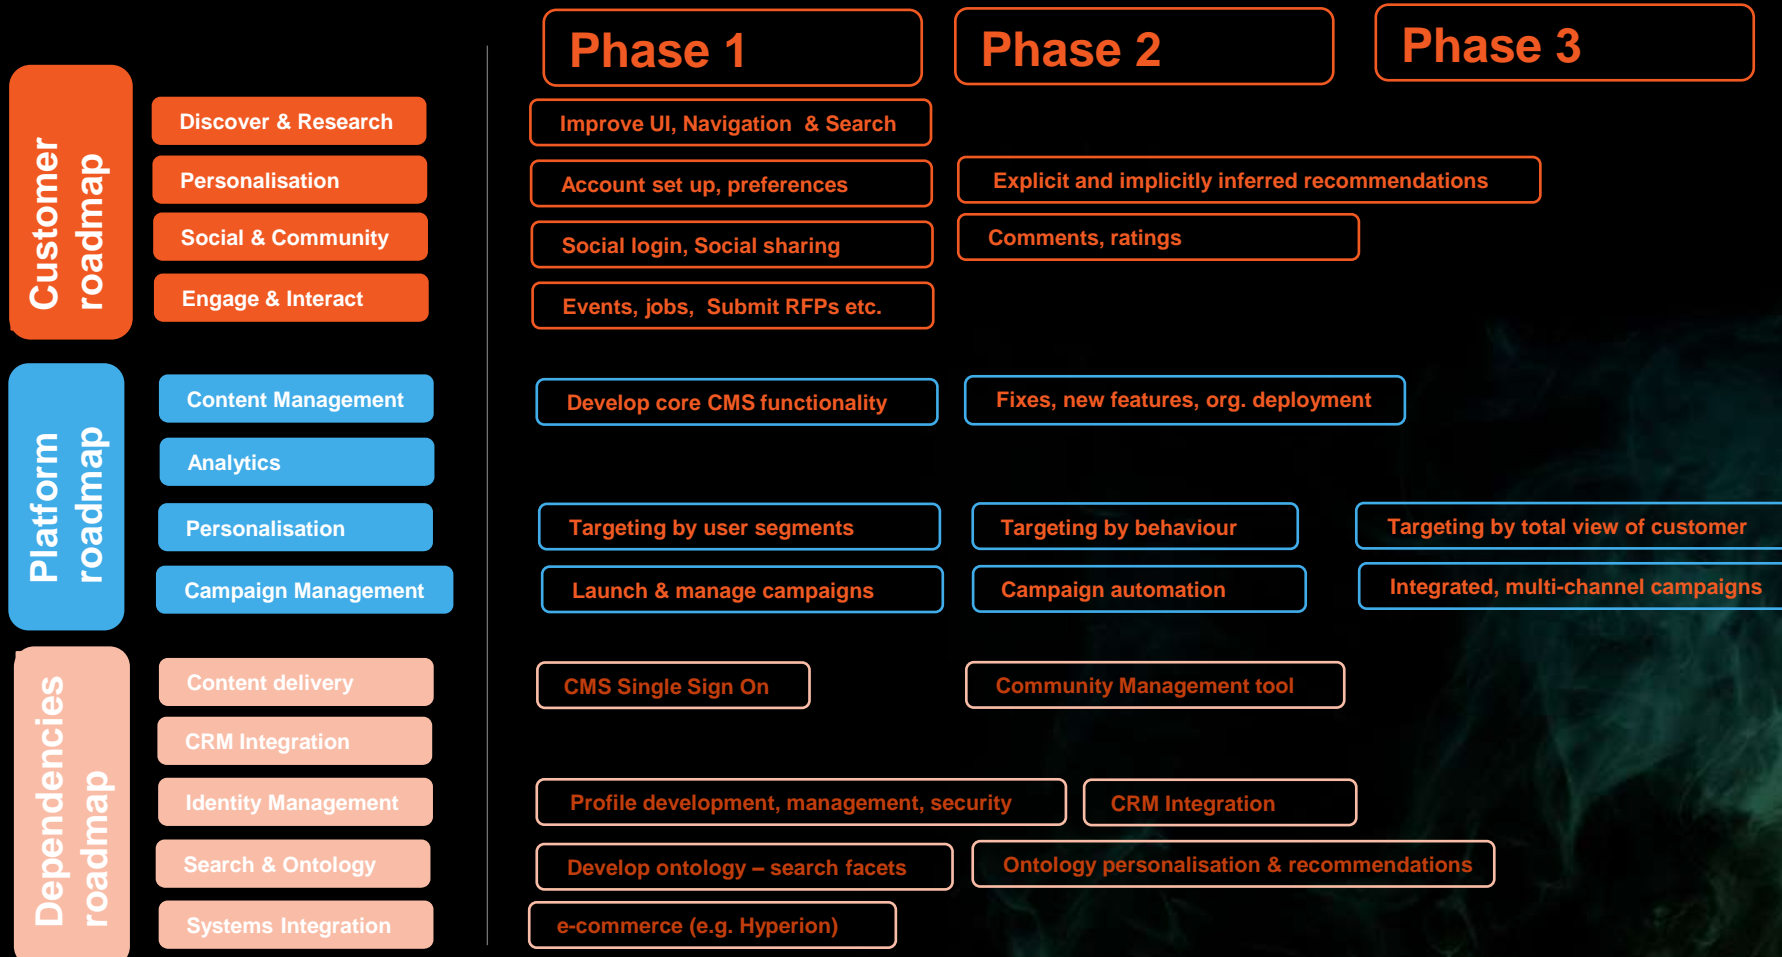 Phase 1
Phase 2
Phase 3
Customer
roadmap
Discover & Research
Improve UI, Navigation & Search
Personalisation
Account set up, preferences
Explicit and implicitly inferred recommendations
Social & Community
Social login, Social sharing
Comments, ratings
Engage & Interact
Events, jobs, Submit RFPs etc.
Platform
roadmap
Content Management
Develop core CMS functionality
Fixes, new features, org. deployment
Analytics
Personalisation
Targeting by user segments
Targeting by behaviour
Targeting by total view of customer
Campaign Management
Launch & manage campaigns
Campaign automation
Integrated, multi-channel campaigns
Dependencies
roadmap
Content delivery
CMS Single Sign On
Community Management tool
CRM Integration
Identity Management
Profile development, management, security
CRM Integration
Search & Ontology
Develop ontology – search facets
Ontology personalisation & recommendations
Systems Integration
e-commerce (e.g. Hyperion)